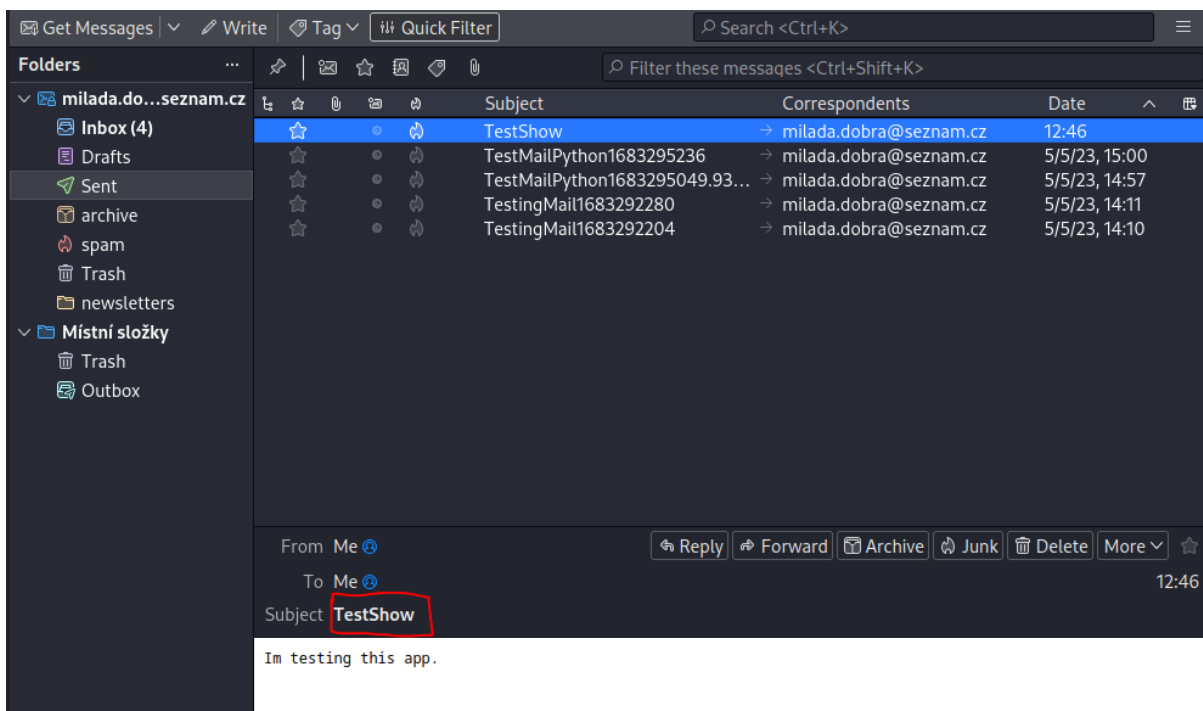 Get Messages Write Tag Quick Filter Search <Ctrl+K>
Folders ... Filter these messages <Ctrl+Shift+K>
milada.do...seznam.cz Subject Correspondents Date
Inbox (4) TestShow → milada.dobra@seznam.cz 12:46
Drafts TestMailPython1683295236 → milada.dobra@seznam.cz 5/5/23, 15:00
Sent TestMailPython1683295049.93... → milada.dobra@seznam.cz 5/5/23, 14:57
archive TestingMail1683292280 → milada.dobra@seznam.cz 5/5/23, 14:11
spam TestingMail1683292204 → milada.dobra@seznam.cz 5/5/23, 14:10
Trash
newsletters
Místní složky
Trash
Outbox
From Me Reply Forward Archive Junk Delete More
To Me 12:46
Subject TestShow
Im testing this app.